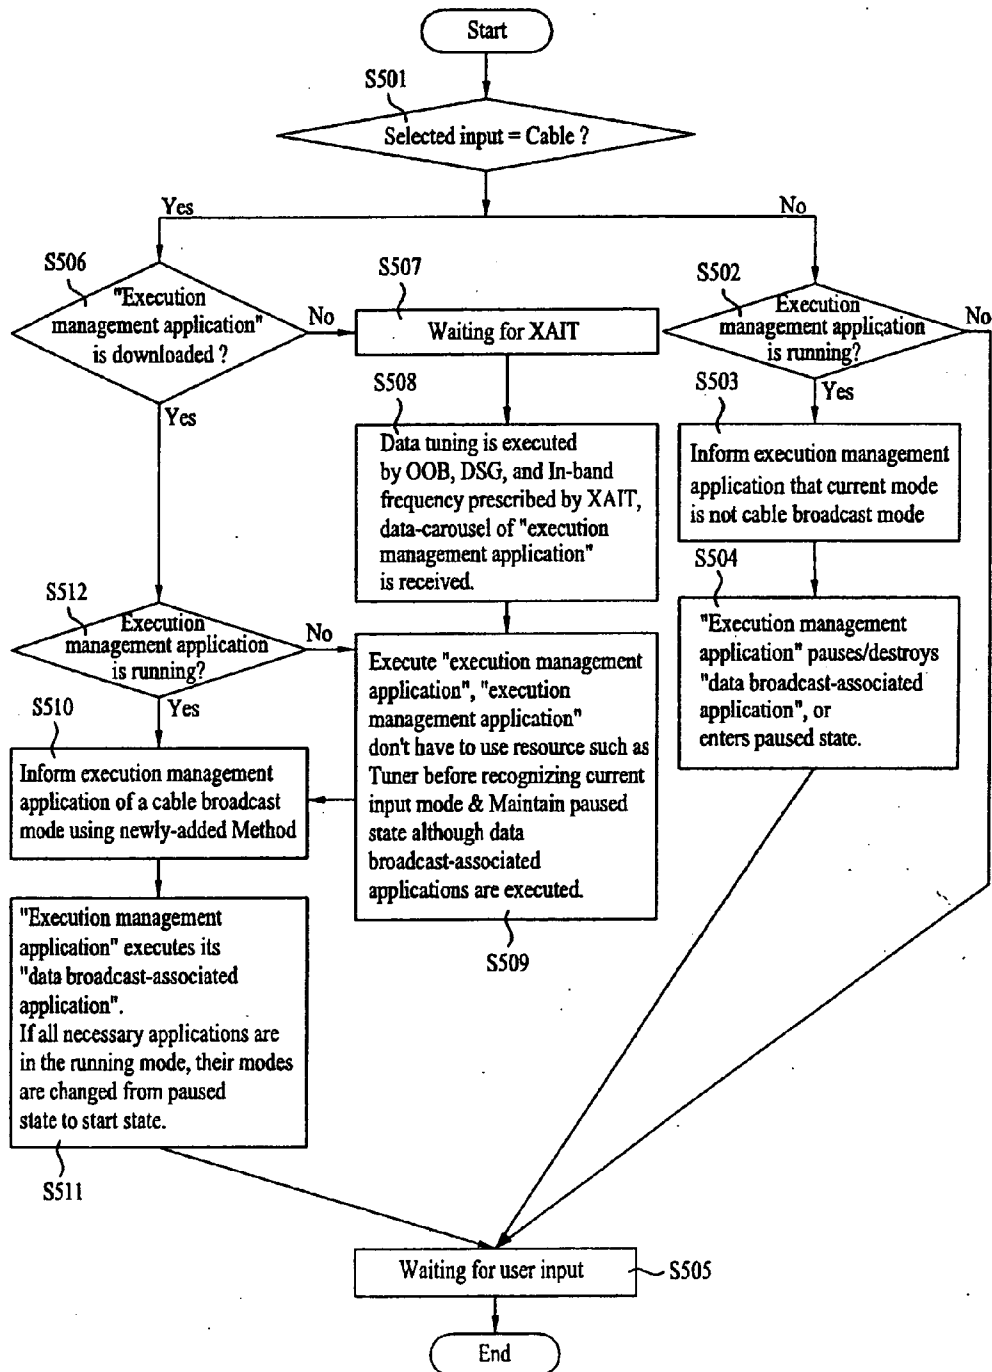 Start
S501
Selected input = Cable ?
Yes
No
S506
"Execution
management application"
is downloaded ?
No
Yes
S507
Waiting for XAIT
S502
Execution
management application
is running?
No
Yes
S508
Data tuning is executed
by OOB, DSG, and In-band
frequency prescribed by XAIT,
data-carousel of "execution
management application"
is received.
S503
Inform execution management
application that current mode
is not cable broadcast mode
S504
"Execution management
application" pauses/destroys
"data broadcast-associated
application", or
enters paused state.
S512
Execution
management application
is running?
No
Yes
Execute "execution management
application", "execution
management application"
don't have to use resource such as
Tuner before recognizing current
input mode & Maintain paused
state although data
broadcast-associated
applications are executed.
S509
S510
Inform execution management
application of a cable broadcast
mode using newly-added Method
"Execution management
application" executes its
"data broadcast-associated
application".
If all necessary applications are
in the running mode, their modes
are changed from paused
state to start state.
S511
Waiting for user input
S505
End